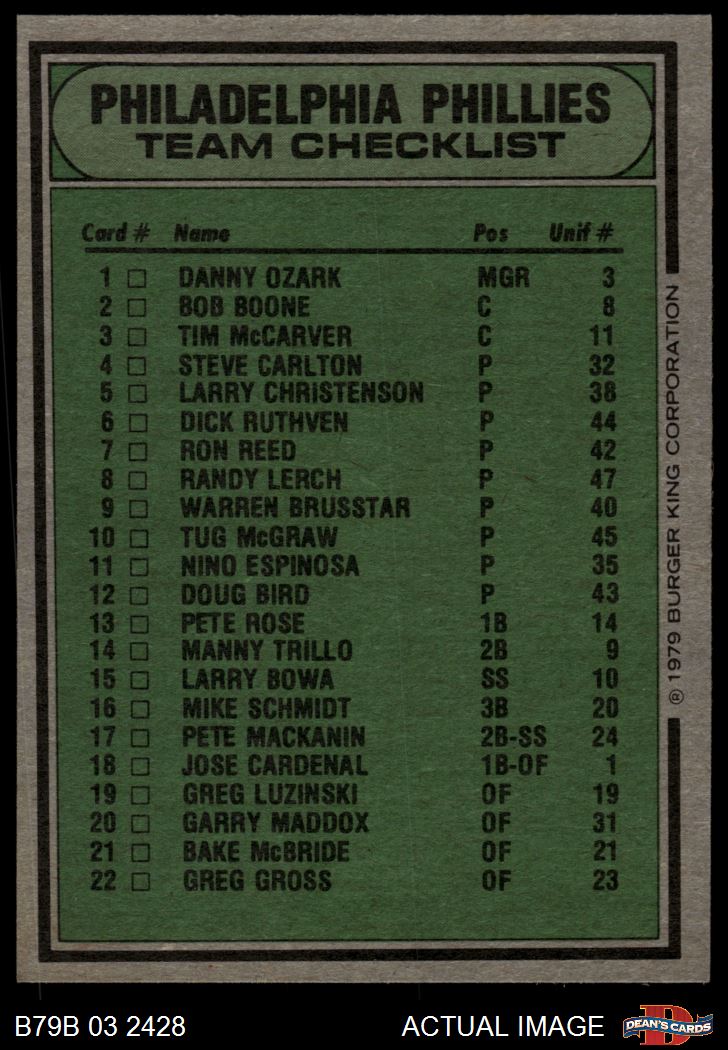 PHILADELPHIA PHILLIES
TEAM CHECKLIST
Card # Name Pos Unif #
1 DANNY OZARK MGR 3
2 BOB BOONE C 8
3 TIM McCARVER C 11
4 STEVE CARLTON P 32
5 LARRY CHRISTENSON P 38
6 DICK RUTHVEN P 44
7 RON REED P 42
8 RANDY LERCH P 47
9 WARREN BRUSSTAR P 40
10 TUG McGRAW P 45
11 NINO ESPINOSA P 35
12 DOUG BIRD P 43
13 PETE ROSE 1B 14
14 MANNY TRILLO 2B 9
15 LARRY BOWA SS 10
16 MIKE SCHMIDT 3B 20
17 PETE MACKANIN 2B-SS 24
18 JOSE CARDENAL 1B-OF 1
19 GREG LUZINSKI OF 19
20 GARRY MADDOX OF 31
21 BAKE McBRIDE OF 21
22 GREG GROSS OF 23
® 1979 BURGER KING CORPORATION
B79B 03 2428 ACTUAL IMAGE
D
DEAN'S CARDS